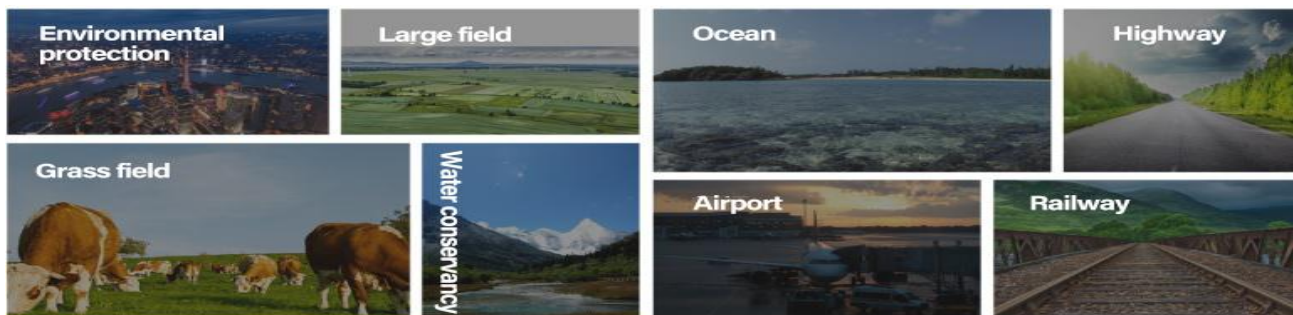 Environmental
protection
Large field
Ocean
Highway
Grass field
Water conservancy
Airport
Railway